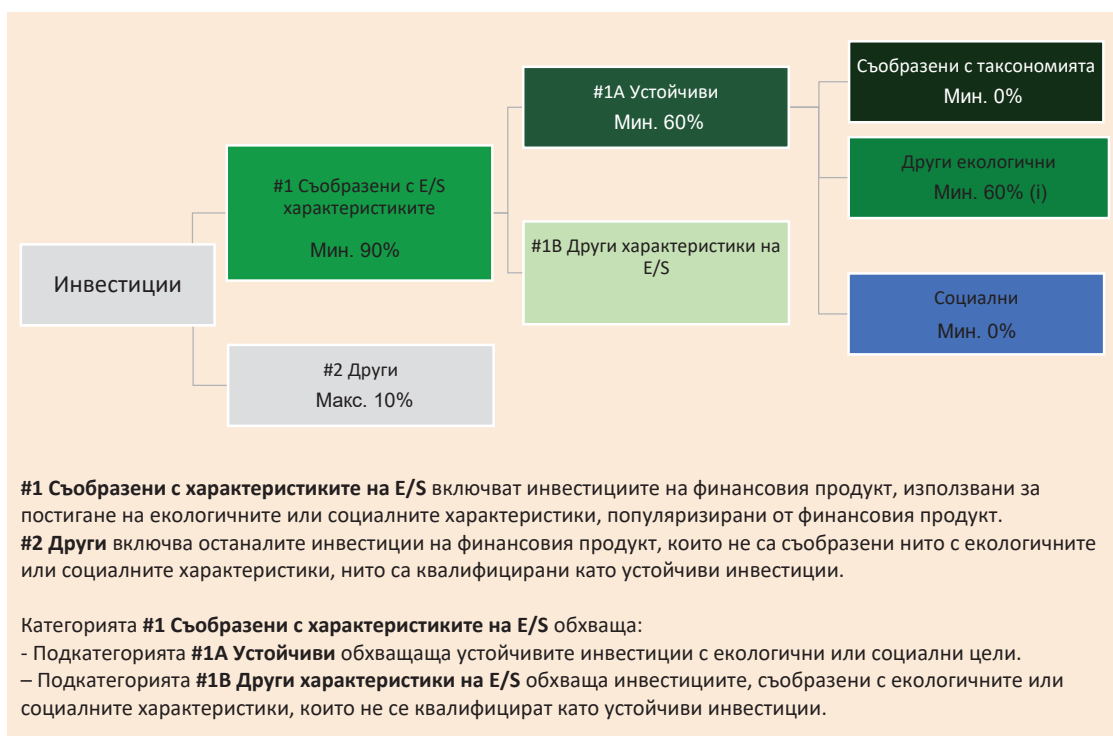 Инвестиции
#1 Съобразени с E/S
характеристиките
Мин. 90%
#2 Други
Макс. 10%
#1A Устойчиви
Мин. 60%
#1B Други характеристики на
E/S
Съобразени с таксономията
Мин. 0%
Други екологични
Мин. 60% (i)
Социални
Мин. 0%
#1 Съобразени с характеристиките на E/S включват инвестициите на финансовия продукт, използвани за
постигане на екологичните или социалните характеристики, популяризирани от финансовия продукт.
#2 Други включва останалите инвестиции на финансовия продукт, които не са съобразени нито с екологичните
или социалните характеристики, нито са квалифицирани като устойчиви инвестиции.
Категорията #1 Съобразени с характеристиките на E/S обхваща:
- Подкатегорията #1A Устойчиви обхващаща устойчивите инвестиции с екологични или социални цели.
– Подкатегорията #1B Други характеристики на E/S обхваща инвестициите, съобразени с екологичните или
социалните характеристики, които не се квалифицират като устойчиви инвестиции.